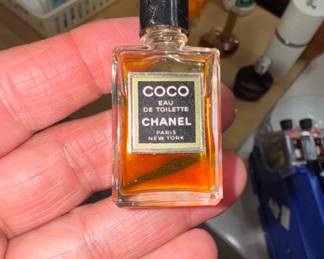 COCO
EAU
DE TOILETTE
CHANEL
PARIS
NEW YORK